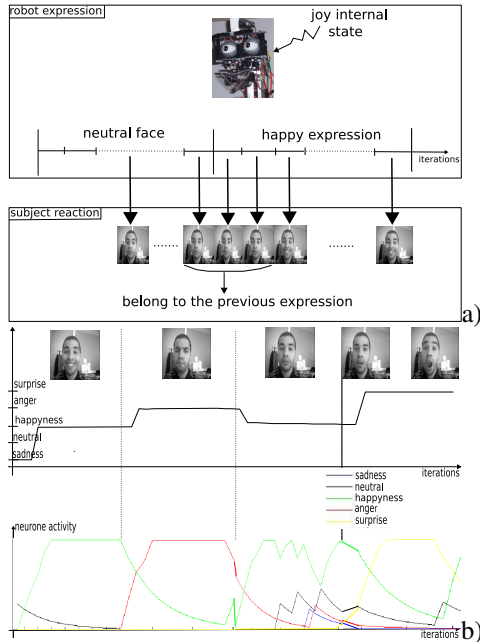 robot expression
joy internal
state
neutral face
happy expression
iterations
subject reaction
belong to the previous expression
a)
surprise
anger
happyness
neutral
sadness
iterations
sadness
neutral
happyness
anger
surprise
neurone activity
iterations
b)